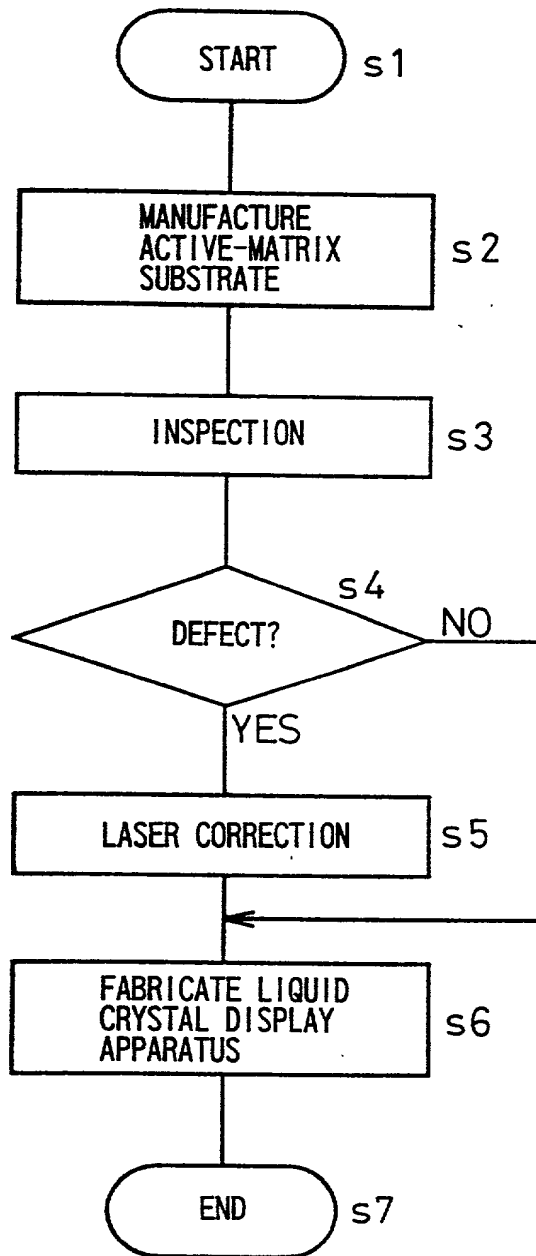 START s1
MANUFACTURE
ACTIVE-MATRIX
SUBSTRATE
s2
INSPECTION s3
s4
DEFECT?
NO
YES
LASER CORRECTION s5
FABRICATE LIQUID
CRYSTAL DISPLAY
APPARATUS
s6
END s7